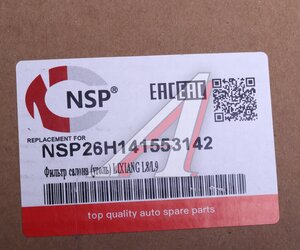 NSP®
EAC EAC
REPLACEMENT FOR
NSP26H141553142
Фильтр салона (уголь) LIXIANG L8/L9
top quality auto spare parts